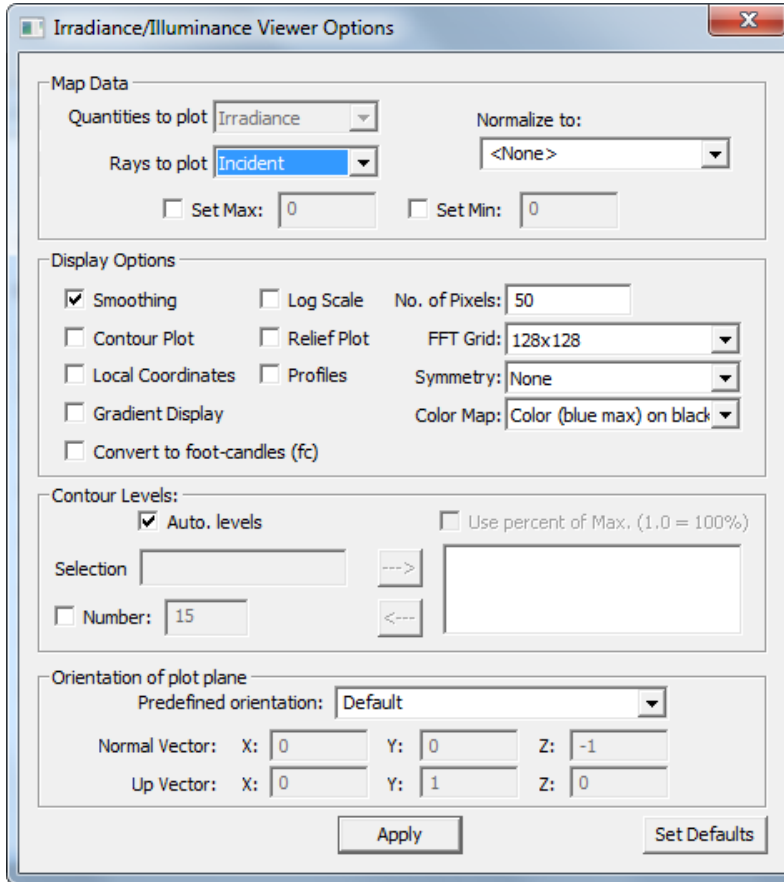 Irradiance/Illuminance Viewer Options
Map Data
Quantities to plot Irradiance
Normalize to:
Rays to plot Incident
<None>
Set Max: 0 Set Min: 0
Display Options
Smoothing Log Scale No. of Pixels: 50
Contour Plot Relief Plot FFT Grid: 128x128
Local Coordinates Profiles Symmetry: None
Gradient Display Color Map: Color (blue max) on black
Convert to foot-candles (fc)
Contour Levels:
Auto. levels Use percent of Max. (1.0 = 100%)
Selection --->
Number: 15 <---
Orientation of plot plane
Predefined orientation: Default
Normal Vector: X: 0 Y: 0 Z: -1
Up Vector: X: 0 Y: 1 Z: 0
Apply Set Defaults